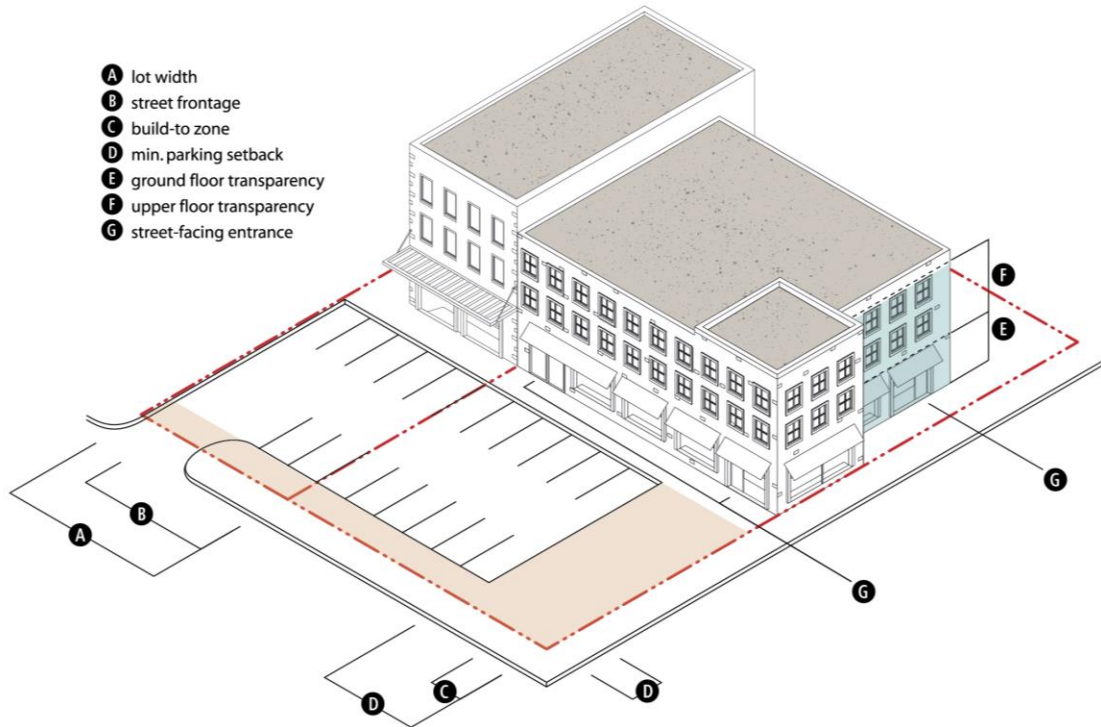 A lot width
B street frontage
C build-to zone
D min. parking setback
E ground floor transparency
F upper floor transparency
G street-facing entrance
F
E
G
B
A
G
C
D
D